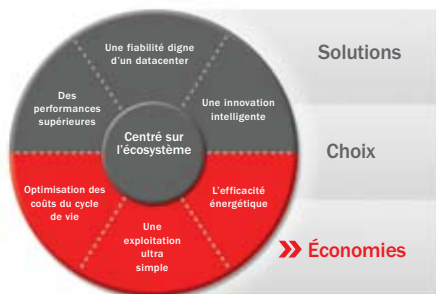 Une fiabilité digne
d'un datacenter
Des
performances
supérieures
Une innovation
intelligente
Centré sur
l'écosystème
Optimisation des
coûts du cycle
de vie
Une
exploitation
ultra
simple
L'efficacité
énergétique
Solutions
Choix
Économies